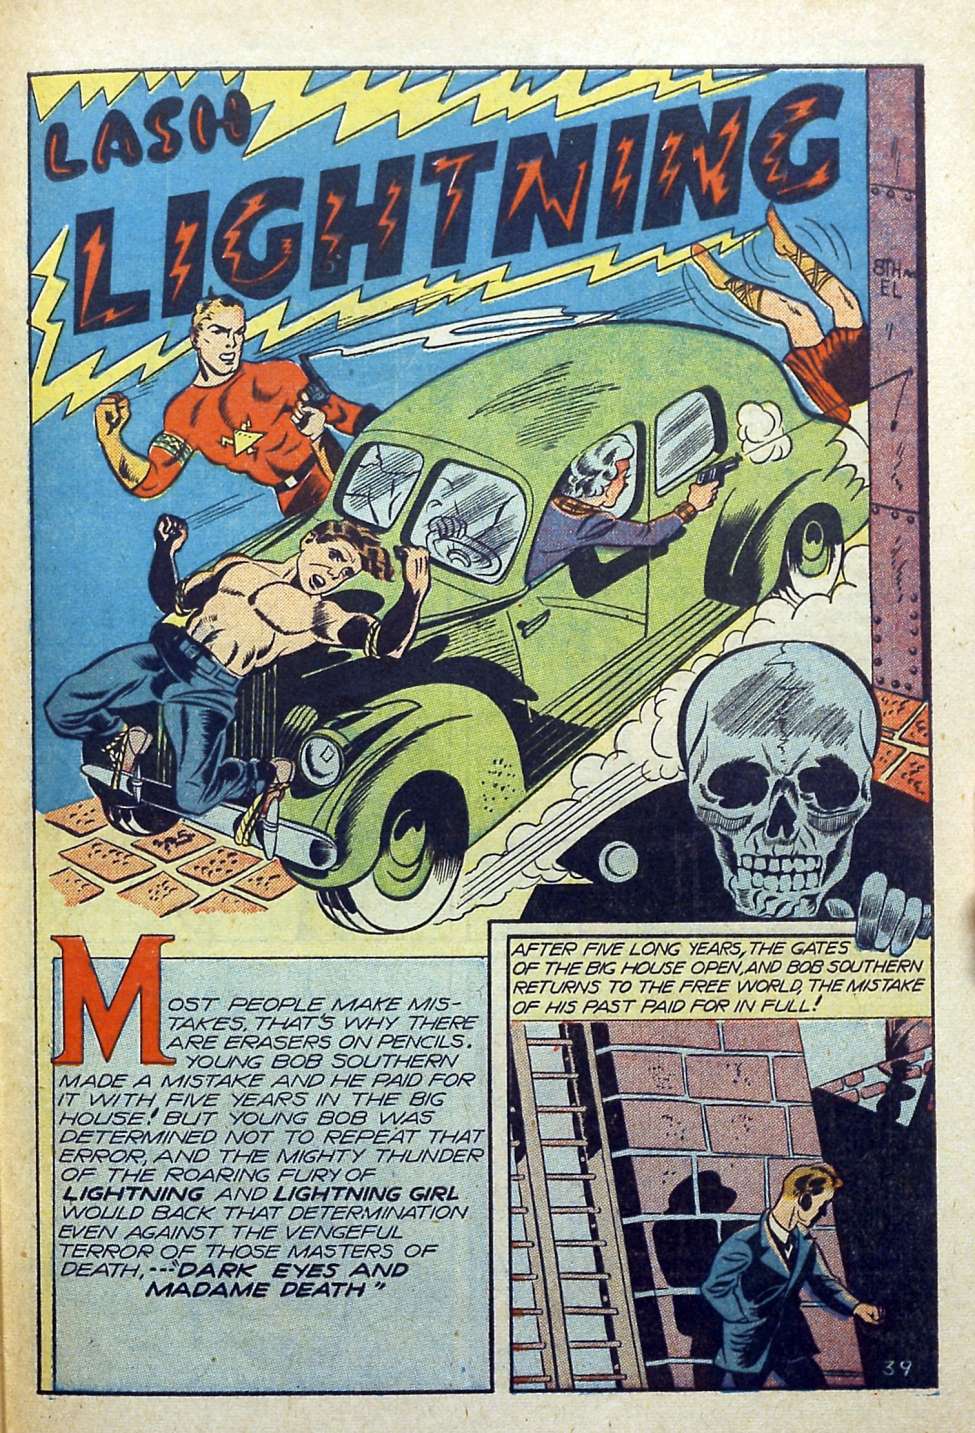 LASH
LIGHTNING
8TH
EL
MOST PEOPLE MAKE MIS-
TAKES. THAT'S WHY THERE
ARE ERASERS ON PENCILS.
YOUNG BOB SOUTHERN
MADE A MISTAKE AND HE PAID FOR
IT WITH FIVE YEARS IN THE BIG
HOUSE! BUT YOUNG BOB WAS
DETERMINED NOT TO REPEAT THAT
ERROR, AND THE MIGHTY THUNDER
OF THE ROARING FURY OF
LIGHTNING AND LIGHTNING GIRL
WOULD BACK THAT DETERMINATION
EVEN AGAINST THE VENGEFUL
TERROR OF THOSE MASTERS OF
DEATH, ---"DARK EYES AND
MADAME DEATH"
AFTER FIVE LONG YEARS, THE GATES
OF THE BIG HOUSE OPEN, AND BOB SOUTHERN
RETURNS TO THE FREE WORLD, THE MISTAKE
OF HIS PAST PAID FOR IN FULL!
39